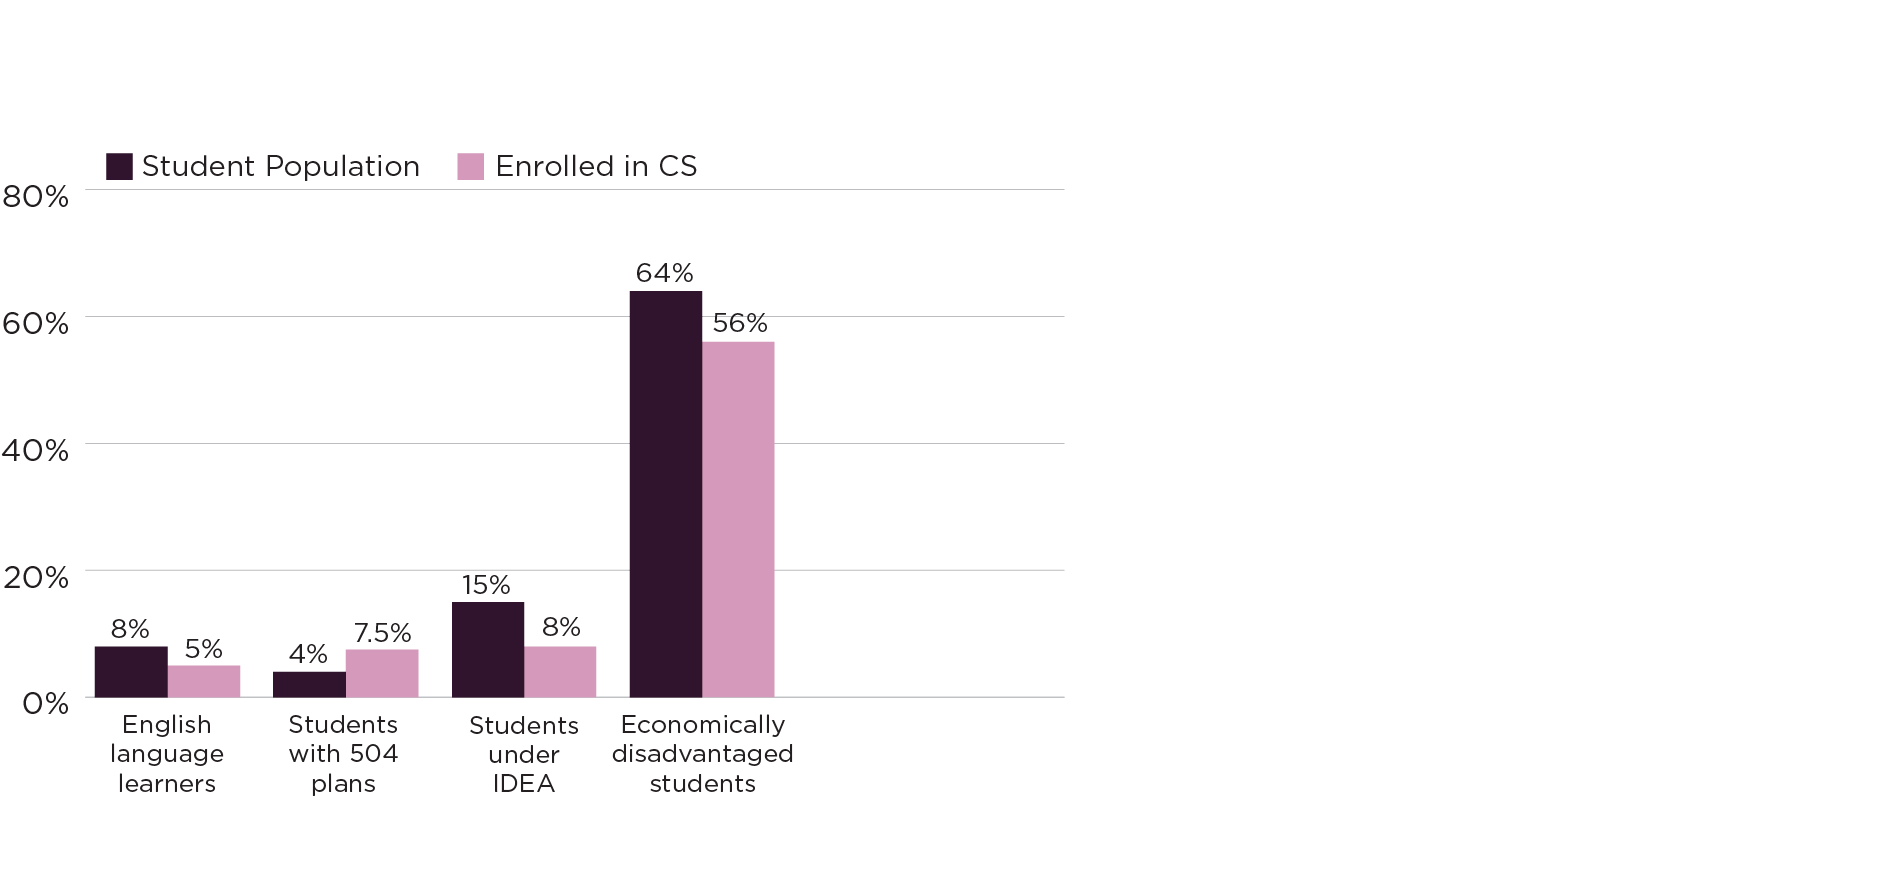 Student Population Enrolled in CS
80%
60%
40%
20%
0%
64%
56%
15%
8%
7.5%
4%
8%
5%
English
language
learners
Students
with 504
plans
Students
under
IDEA
Economically
disadvantaged
students